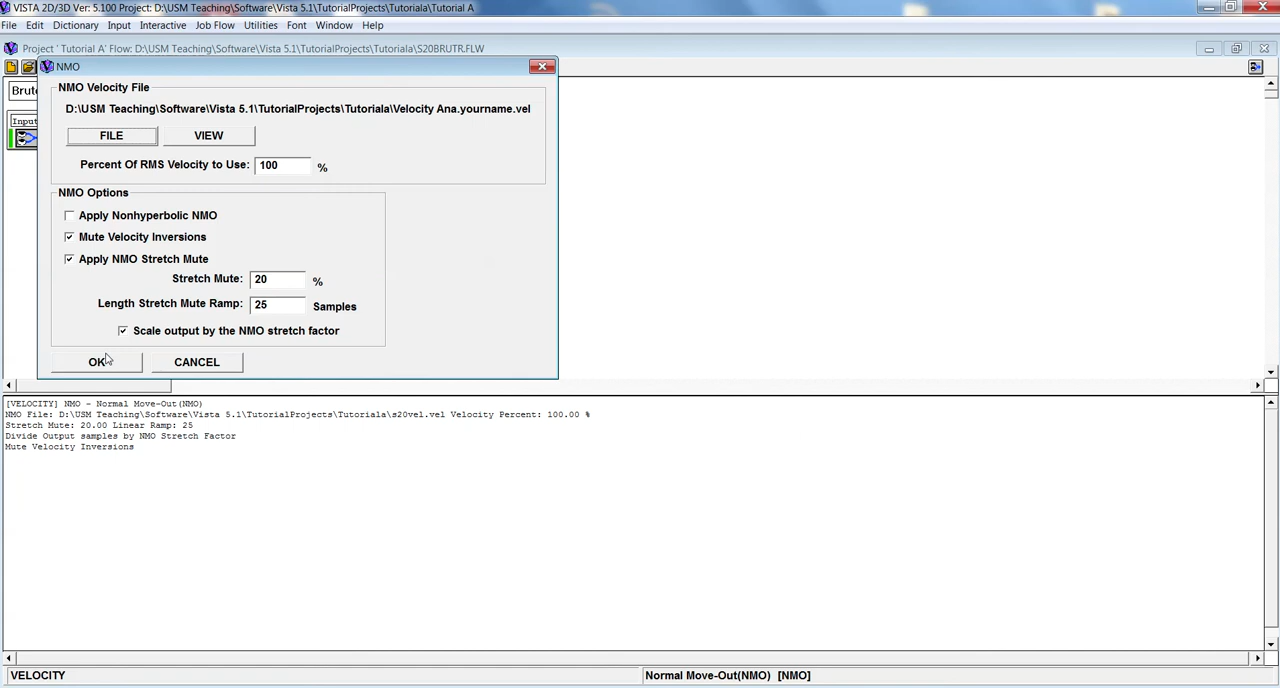 VISTA 2D/3D Ver: 5.100 Project: D:\USM Teaching\Software\Vista 5.1\TutorialProjects\Tutoriala\Tutorial A
File Edit Dictionary Input Interactive Job Flow Utilities Font Window Help
Project ' Tutorial A' Flow: D:\USM Teaching\Software\Vista 5.1\TutorialProjects\Tutoriala\S20BRUTR.FLW
NMO
Brute
Input
NMO Velocity File
D:\USM Teaching\Software\Vista 5.1\TutorialProjects\Tutoriala\Velocity Ana.yourname.vel
FILE VIEW
Percent Of RMS Velocity to Use: 100 %
NMO Options
Apply Nonhyperbolic NMO
Mute Velocity Inversions
Apply NMO Stretch Mute
Stretch Mute: 20 %
Length Stretch Mute Ramp: 25 Samples
Scale output by the NMO stretch factor
OK CANCEL
[VELOCITY] NMO - Normal Move-Out(NMO)
NMO File: D:\USM Teaching\Software\Vista 5.1\TutorialProjects\Tutoriala\s20vel.vel Velocity Percent: 100.00 %
Stretch Mute: 20.00 Linear Ramp: 25
Divide Output samples by NMO Stretch Factor
Mute Velocity Inversions
VELOCITY Normal Move-Out(NMO) [NMO]